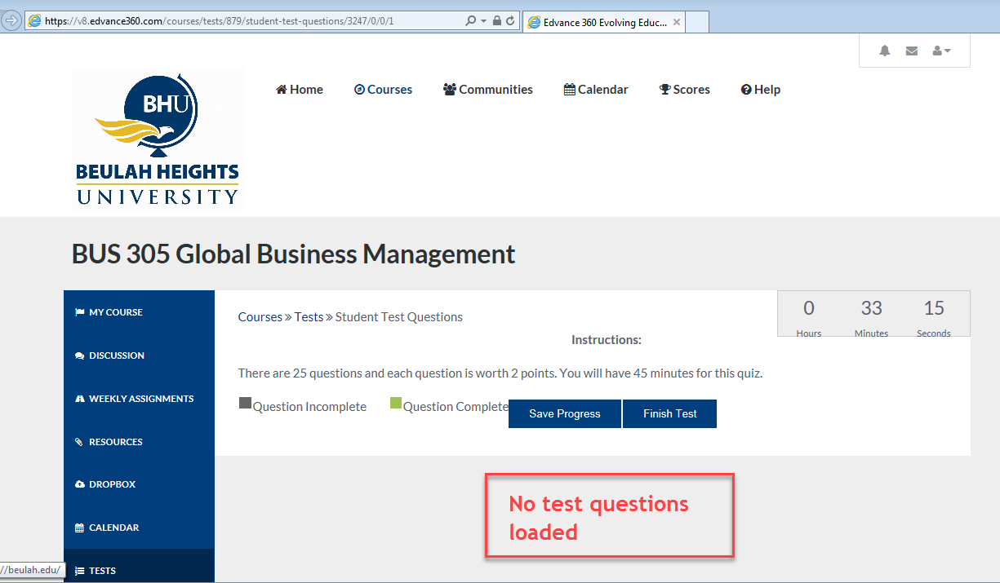 https://v8.edvance360.com/courses/tests/879/student-test-questions/3247/0/0/1
Edvance 360 Evolving Educ...
BHU
BEULAH HEIGHTS
UNIVERSITY
Home Courses Communities Calendar Scores Help
BUS 305 Global Business Management
MY COURSE
DISCUSSION
WEEKLY ASSIGNMENTS
RESOURCES
DROPBOX
CALENDAR
TESTS
Courses » Tests » Student Test Questions
0 33 15
Hours Minutes Seconds
Instructions:
There are 25 questions and each question is worth 2 points. You will have 45 minutes for this quiz.
Question Incomplete Question Complete Save Progress Finish Test
No test questions
loaded
//beulah.edu/